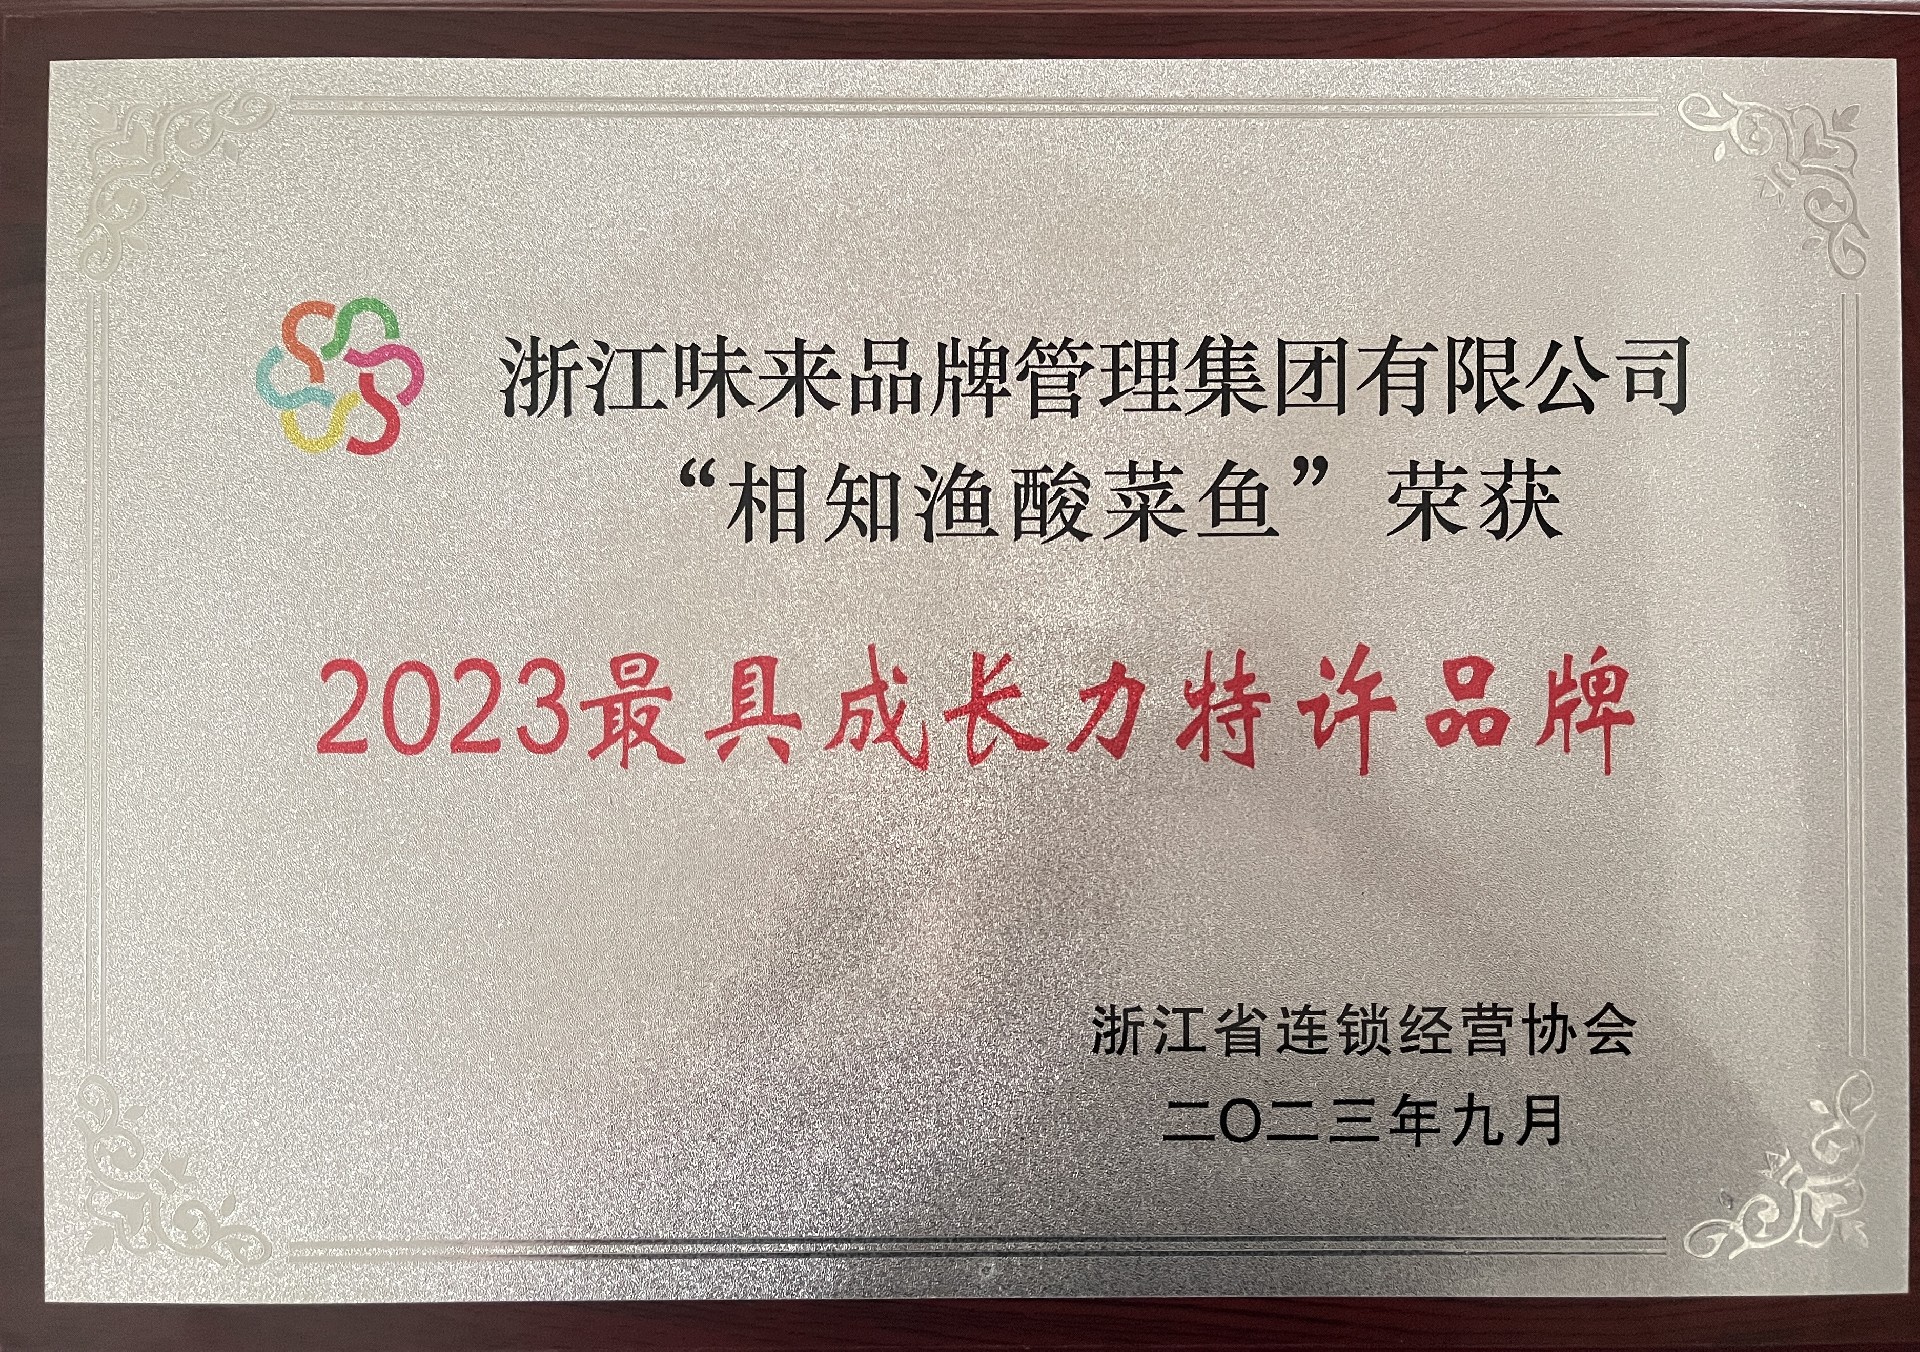 浙江味来品牌管理集团有限公司
“相知渔酸菜鱼”荣获
2023最具成长力特许品牌
浙江省连锁经营协会
二〇二三年九月